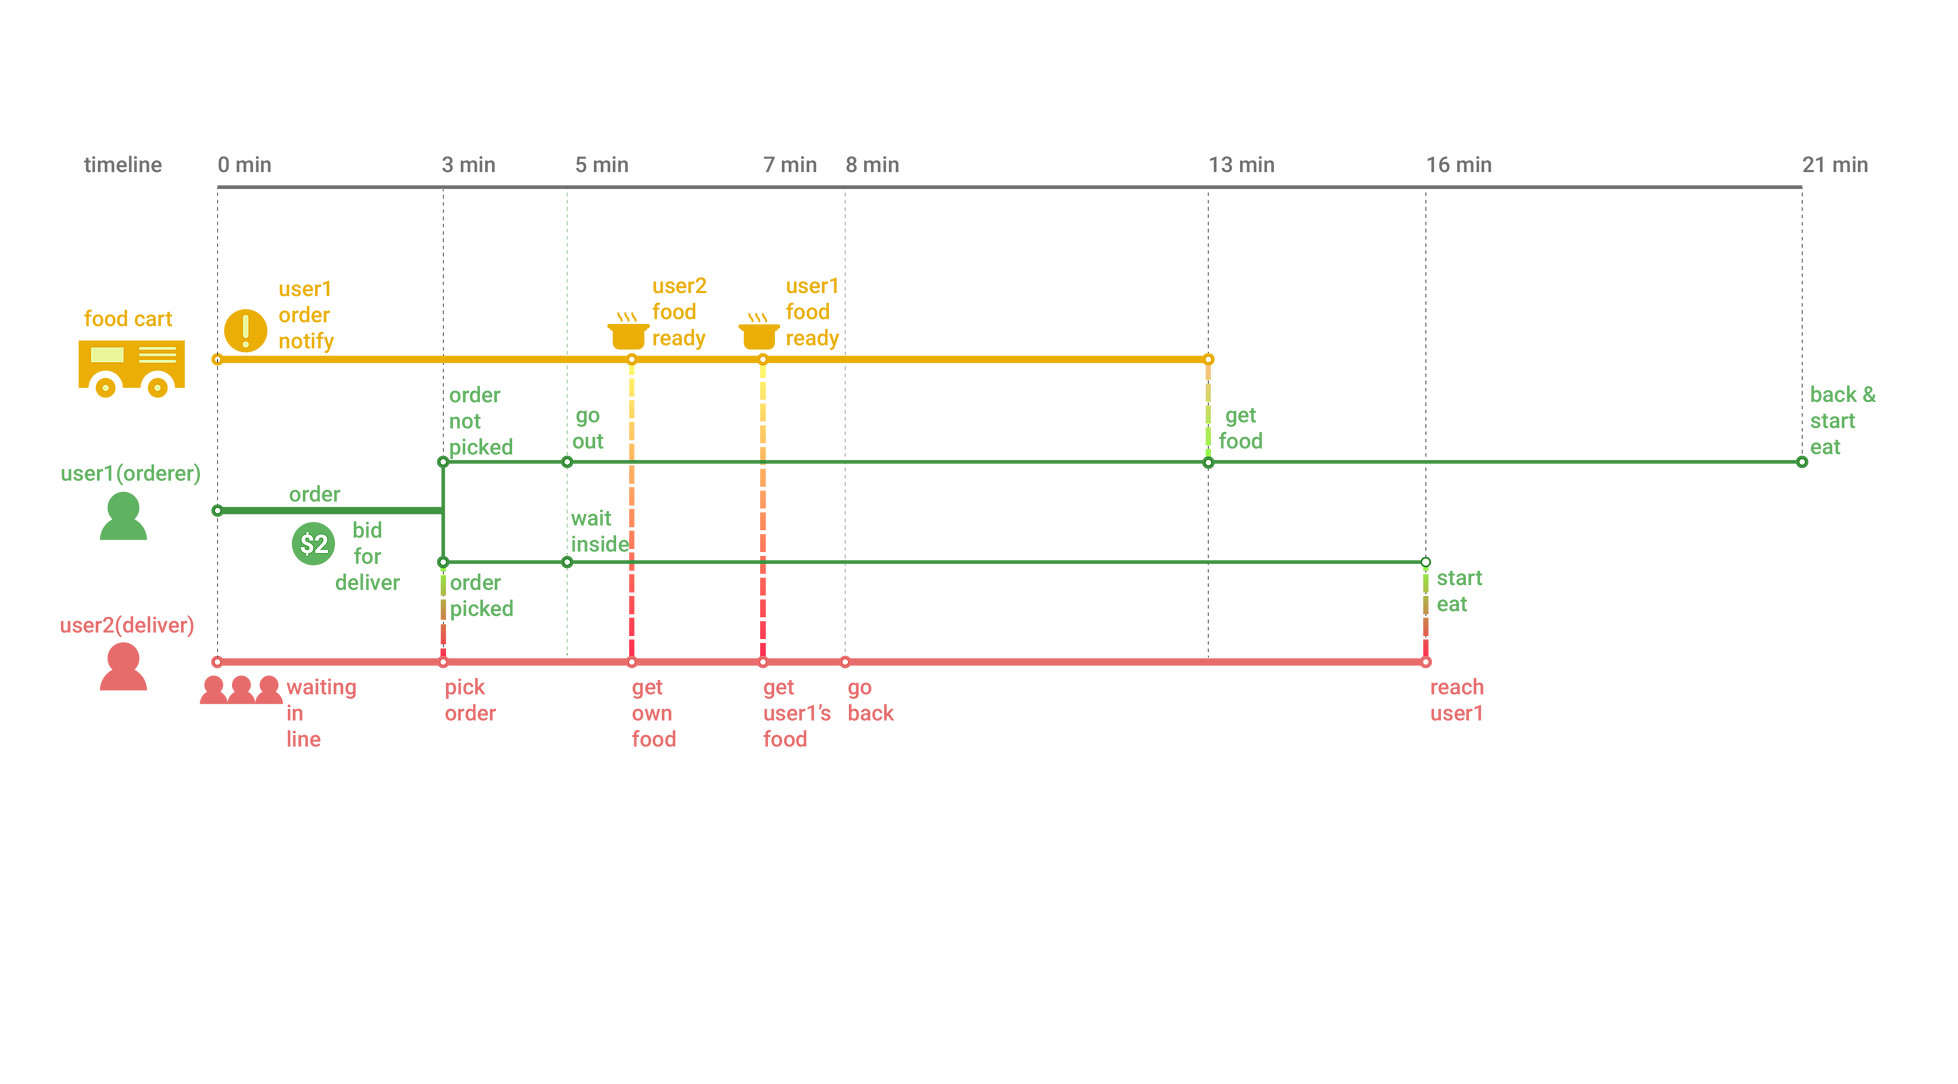 timeline
0 min
3 min
5 min
7 min
8 min
13 min
16 min
21 min
food cart
user1
order
notify
user2
food
ready
user1
food
ready
user1(orderer)
order
$2
bid
for
deliver
order
not
picked
go
out
get
food
back &
start
eat
order
picked
wait
inside
start
eat
user2(deliver)
waiting
in
line
pick
order
get
own
food
get
user1’s
food
go
back
reach
user1